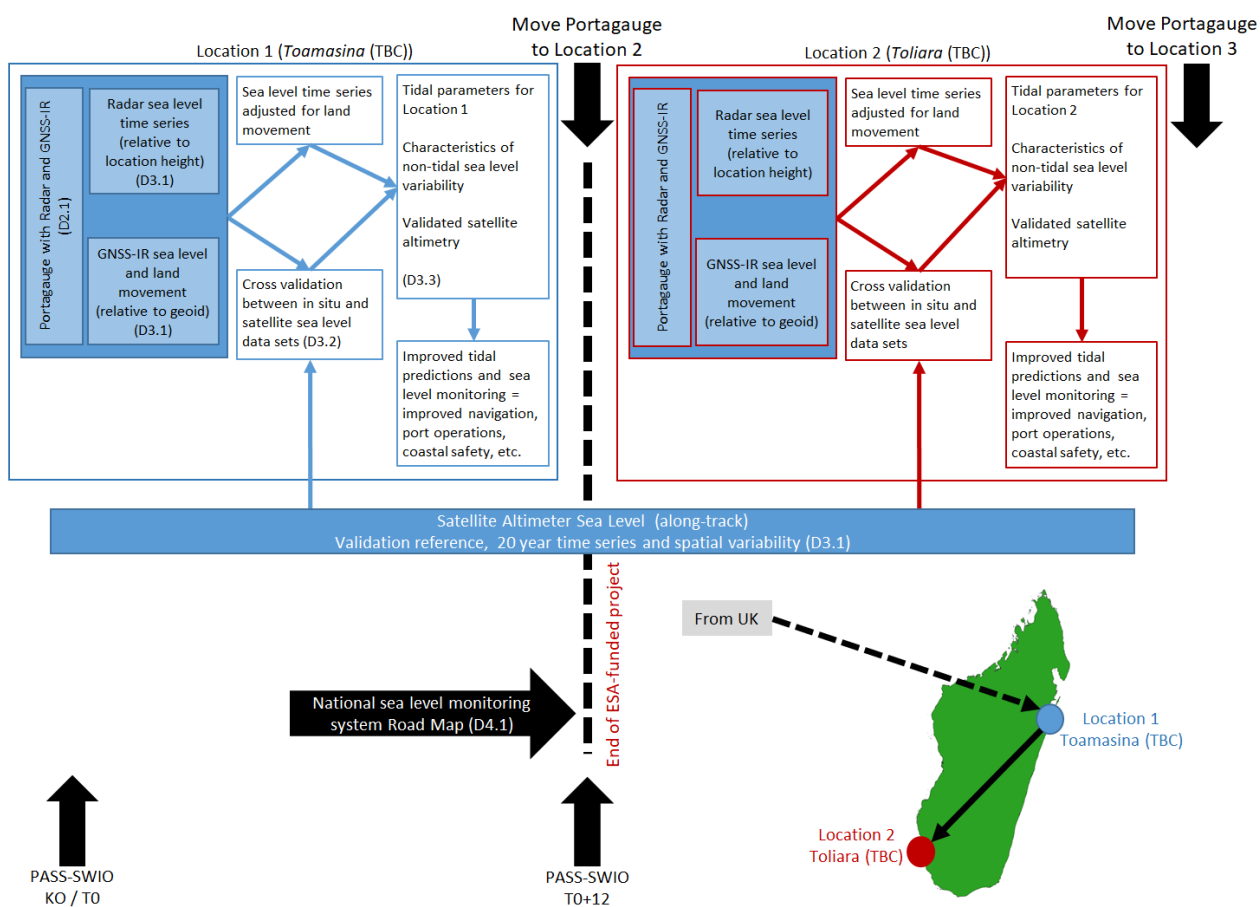 Move Portagauge
to Location 2
Move Portagauge
to Location 3
Location 1 (Toamasina (TBC))
Portagauge with Radar and GNSS-IR
(D2.1)
Radar sea level
time series
(relative to
location height)
(D3.1)
GNSS-IR sea level
and land
movement
(relative to geoid)
(D3.1)
Sea level time series
adjusted for land
movement
Cross validation
between in situ and
satellite sea level
data sets (D3.2)
Tidal parameters for
Location 1
Characteristics of
non-tidal sea level
variability
Validated satellite
altimetry
(D3.3)
Improved tidal
predictions and sea
level monitoring =
improved navigation,
port operations,
coastal safety, etc.
Location 2 (Toliara (TBC))
Portagauge with Radar and GNSS-IR
Radar sea level
time series
(relative to
location height)
GNSS-IR sea level
and land
movement
(relative to geoid)
Sea level time series
adjusted for land
movement
Cross validation
between in situ and
satellite sea level
data sets
Tidal parameters for
Location 2
Characteristics of
non-tidal sea level
variability
Validated satellite
altimetry
Improved tidal
predictions and sea
level monitoring =
improved navigation,
port operations,
coastal safety, etc.
Satellite Altimeter Sea Level (along-track)
Validation reference, 20 year time series and spatial variability (D3.1)
End of ESA-funded project
National sea level monitoring
system Road Map (D4.1)
From UK
Location 1
Toamasina (TBC)
Location 2
Toliara (TBC)
PASS-SWIO
KO / T0
PASS-SWIO
T0+12